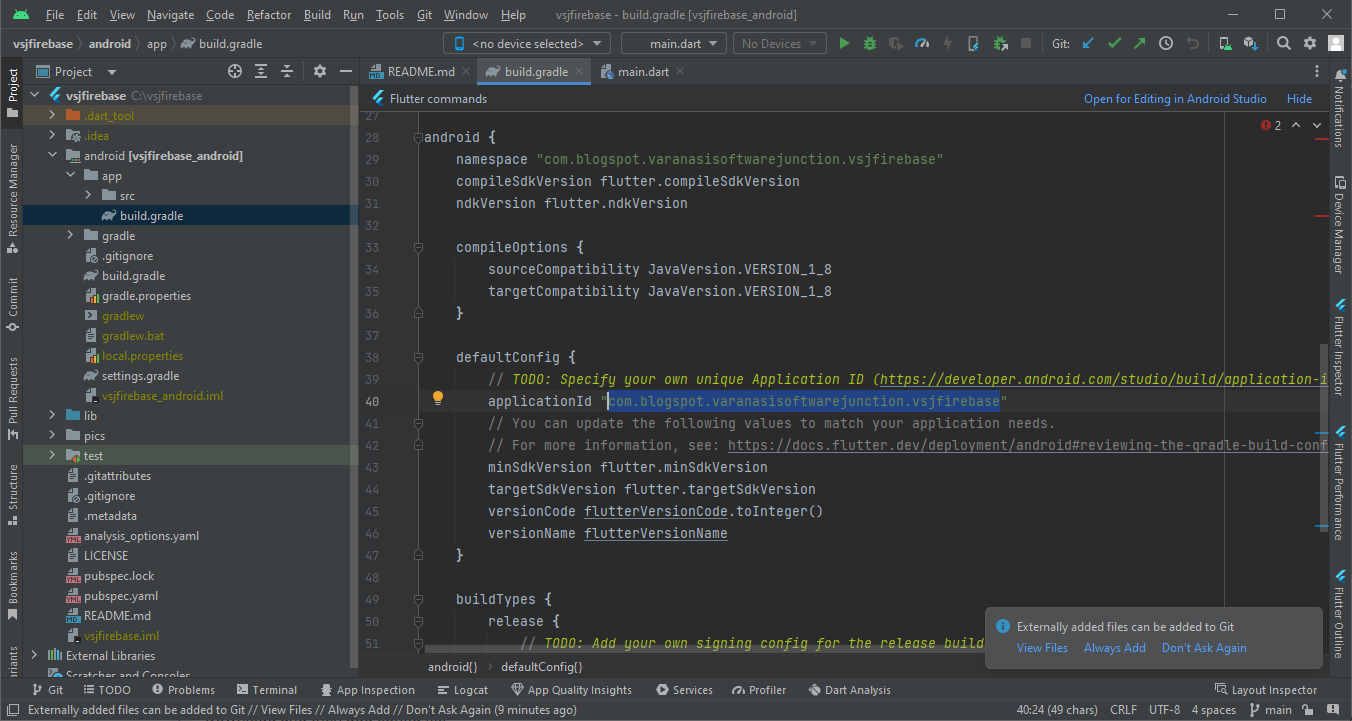 File Edit View Navigate Code Refactor Build Run Tools Git Window Help vsjfirebase - build.gradle [vsjfirebase_android]
vsjfirebase android app build.gradle <no device selected> main.dart No Devices Git:
Project
README.md build.gradle main.dart
Flutter commands Open for Editing in Android Studio Hide
Project
Resource Manager
Commit
Pull Requests
Structure
Bookmarks
vsjfirebase C:\vsjfirebase
.dart_tool
.idea
android [vsjfirebase_android]
app
src
build.gradle
gradle
.gitignore
build.gradle
gradle.properties
gradlew
gradlew.bat
local.properties
settings.gradle
vsjfirebase_android.iml
lib
pics
test
.gitattributes
.gitignore
.metadata
analysis_options.yaml
LICENSE
pubspec.lock
pubspec.yaml
README.md
vsjfirebase.iml
External Libraries
Scratches and Consoles
27
28 android {
29 namespace "com.blogspot.varanasisoftwarejunction.vsjfirebase"
30 compileSdkVersion flutter.compileSdkVersion
31 ndkVersion flutter.ndkVersion
32
33 compileOptions {
34 sourceCompatibility JavaVersion.VERSION_1_8
35 targetCompatibility JavaVersion.VERSION_1_8
36 }
37
38 defaultConfig {
39 // TODO: Specify your own unique Application ID (https://developer.android.com/studio/build/application-i
40 applicationId "com.blogspot.varanasisoftwarejunction.vsjfirebase"
41 // You can update the following values to match your application needs.
42 // For more information, see: https://docs.flutter.dev/deployment/android#reviewing-the-gradle-build-conf
43 minSdkVersion flutter.minSdkVersion
44 targetSdkVersion flutter.targetSdkVersion
45 versionCode flutterVersionCode.toInteger()
46 versionName flutterVersionName
47 }
48
49 buildTypes {
50 release {
51 // TODO: Add your own signing config for the release build
2
Notifications
Device Manager
Flutter Inspector
Flutter Performance
Flutter Outline
Externally added files can be added to Git
View Files Always Add Don't Ask Again
android{} defaultConfig{}
Git TODO Problems Terminal App Inspection Logcat App Quality Insights Services Profiler Dart Analysis Layout Inspector
Externally added files can be added to Git // View Files // Always Add // Don't Ask Again (9 minutes ago) 40:24 (49 chars) CRLF UTF-8 4 spaces main